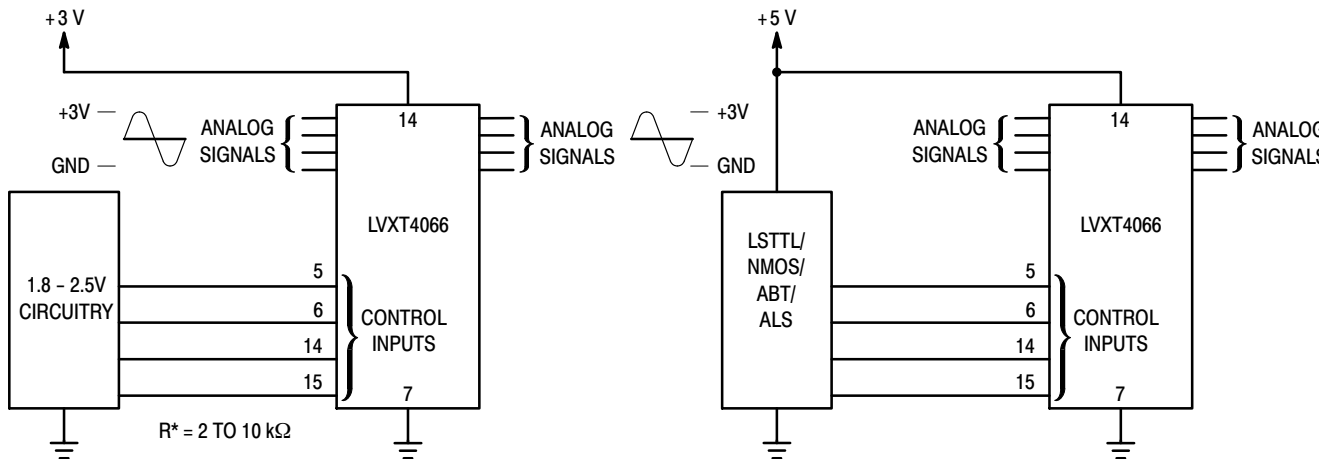 +3 V
+3V
GND
ANALOG
SIGNALS
14
ANALOG
SIGNALS
LVXT4066
1.8 – 2.5V
CIRCUITRY
5
6
14
15
CONTROL
INPUTS
7
R* = 2 TO 10 kΩ
+5 V
+3V
GND
ANALOG
SIGNALS
14
ANALOG
SIGNALS
LVXT4066
LSTTL/
NMOS/
ABT/
ALS
5
6
14
15
CONTROL
INPUTS
7